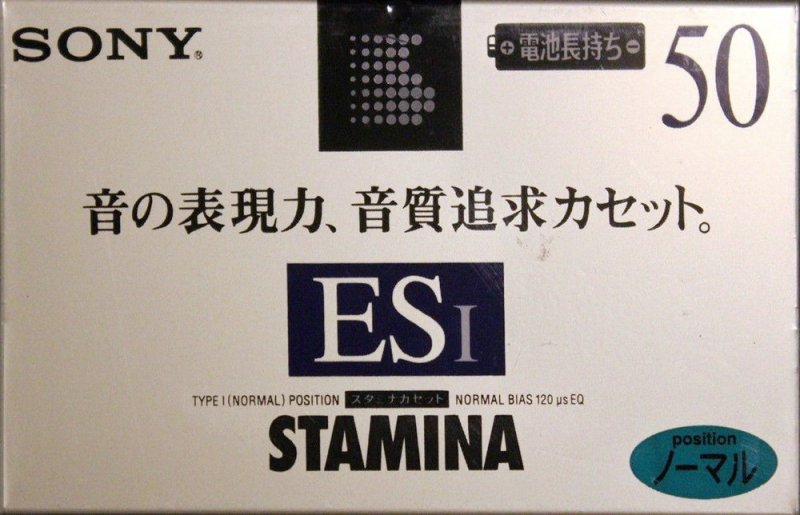 SONY®
+ 電池長持ち -
50
音の表現力、音質追求カセット。
ES I
TYPE I (NORMAL) POSITION スタミナカセット NORMAL BIAS 120 µs EQ
STAMINA
position
ノーマル